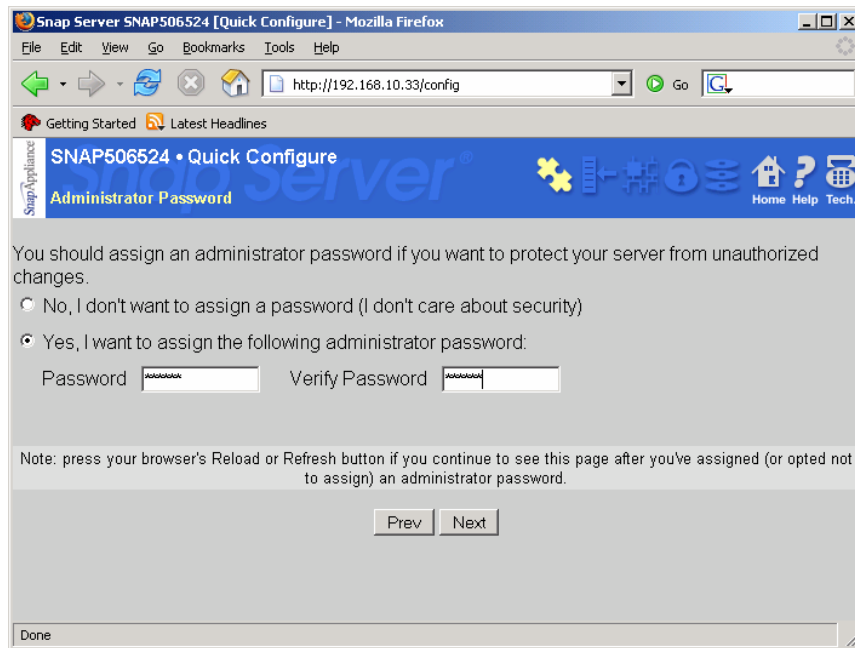 Snap Server SNAP506524 [Quick Configure] - Mozilla Firefox
File Edit View Go Bookmarks Tools Help
http://192.168.10.33/config Go G
Getting Started Latest Headlines
SnapAppliance
SNAP506524 • Quick Configure
Snap Server®
Administrator Password
Home Help Tech.
You should assign an administrator password if you want to protect your server from unauthorized
changes.
No, I don't want to assign a password (I don't care about security)
Yes, I want to assign the following administrator password:
Password ******* Verify Password *******
Note: press your browser's Reload or Refresh button if you continue to see this page after you've assigned (or opted not
to assign) an administrator password.
Prev Next
Done